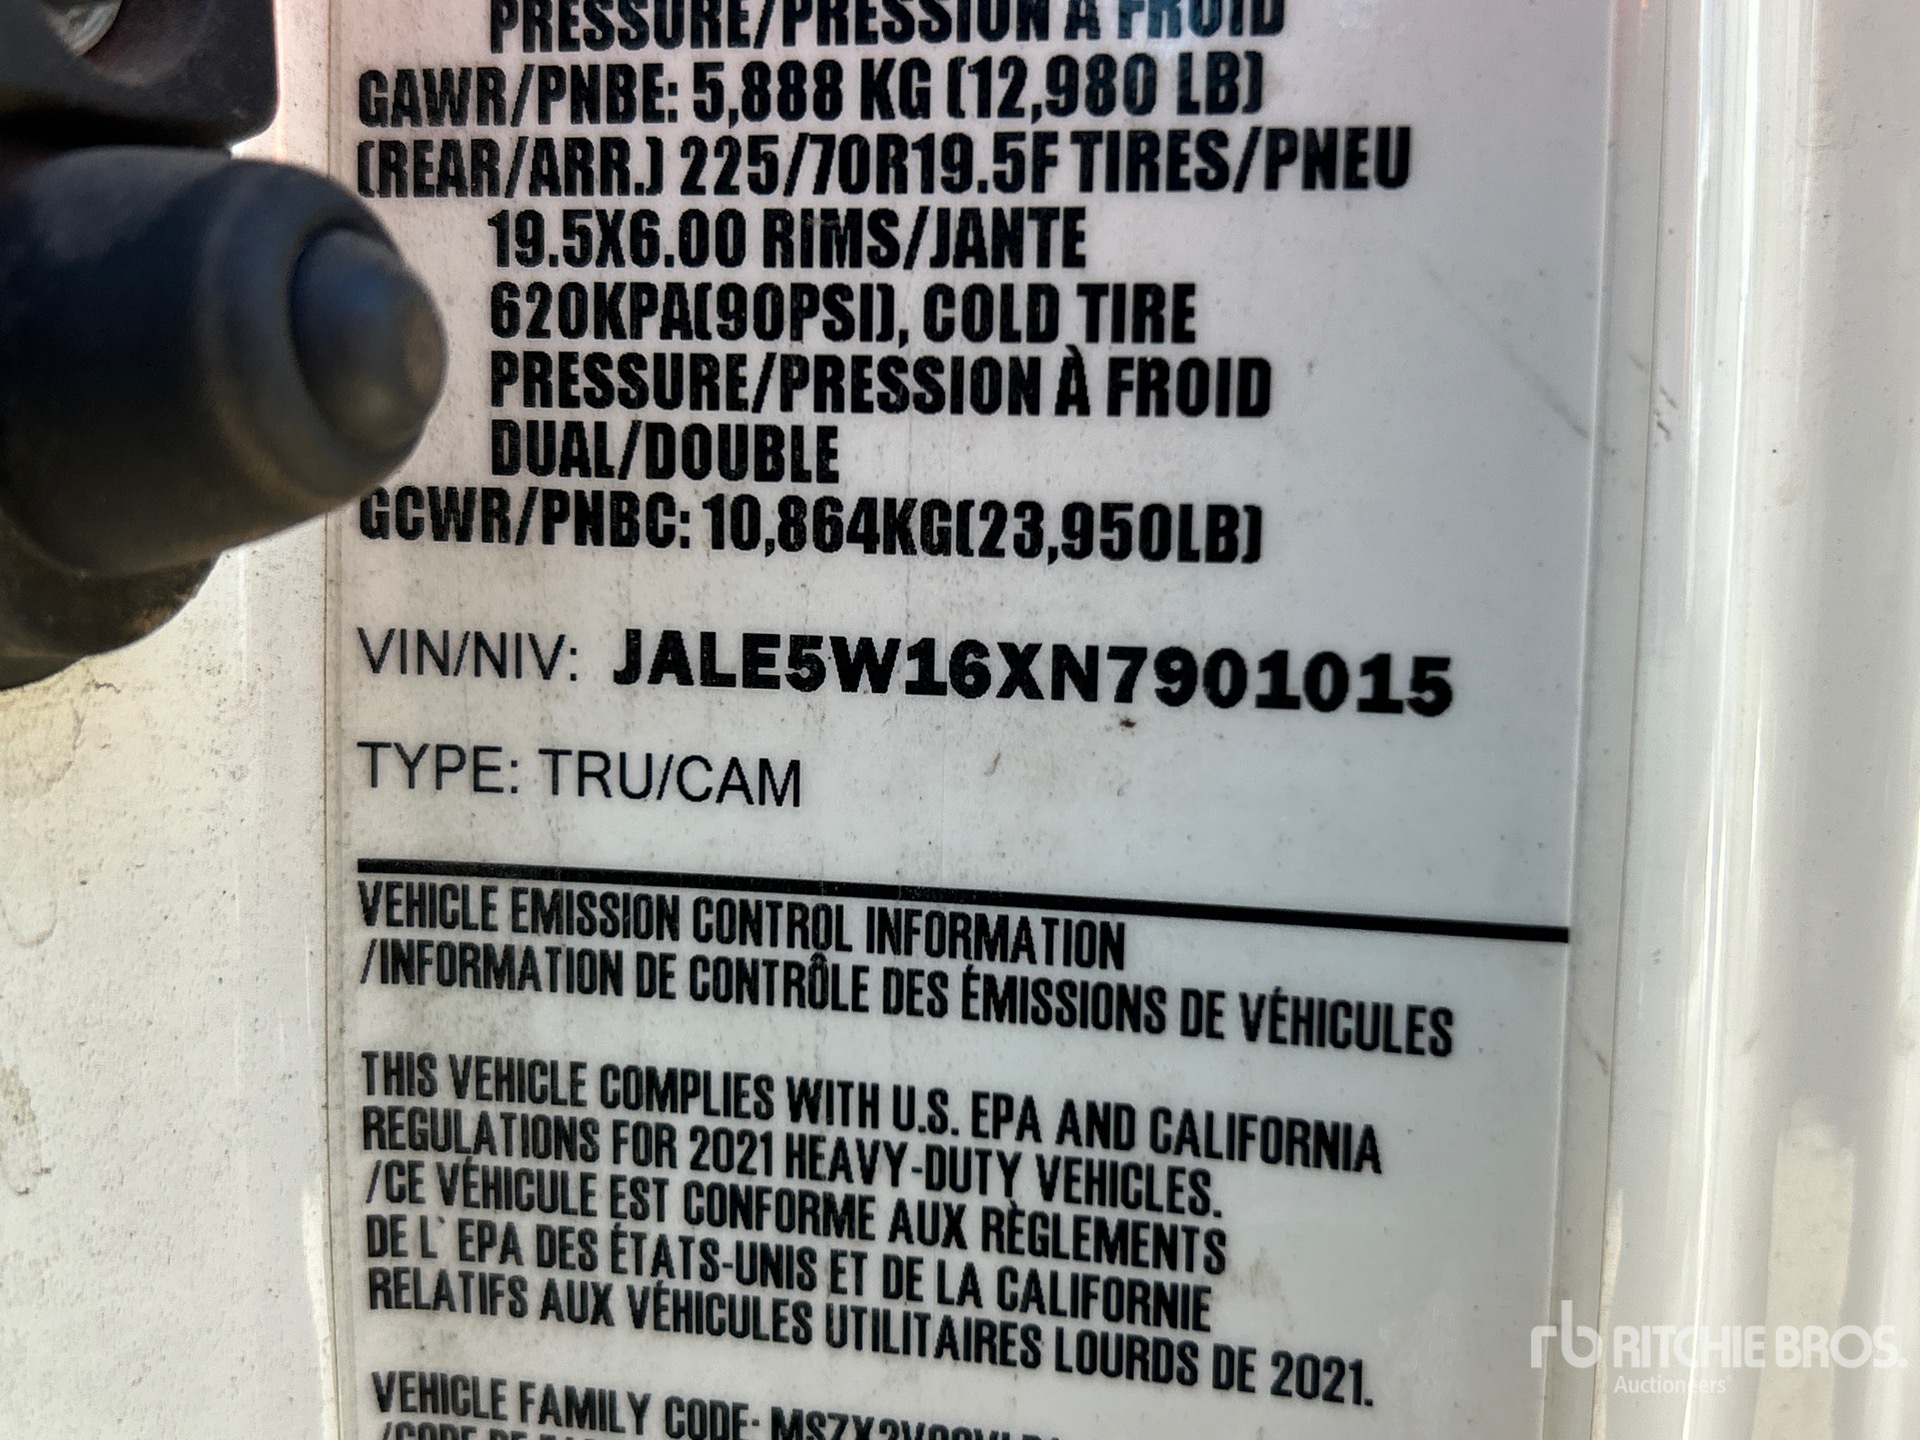 PRESSURE/PRESSION À FROID
GAWR/PNBE: 5,888 KG (12,980 LB)
(REAR/ARR.) 225/70R19.5F TIRES/PNEU
19.5X6.00 RIMS/JANTE
620KPA(90PSI), COLD TIRE
PRESSURE/PRESSION À FROID
DUAL/DOUBLE
GCWR/PNBC: 10,864KG(23,950LB)
VIN/NIV: JALE5W16XN7901015
TYPE: TRU/CAM
VEHICLE EMISSION CONTROL INFORMATION
/INFORMATION DE CONTRÔLE DES ÉMISSIONS DE VÉHICULES
THIS VEHICLE COMPLIES WITH U.S. EPA AND CALIFORNIA
REGULATIONS FOR 2021 HEAVY-DUTY VEHICLES.
/CE VÉHICULE EST CONFORME AUX RÈGLEMENTS
DE L' EPA DES ÉTATS-UNIS ET DE LA CALIFORNIE
RELATIFS AUX VÉHICULES UTILITAIRES LOURDS DE 2021.
VEHICLE FAMILY CODE:
rb RITCHIE BROS.
Auctioneers